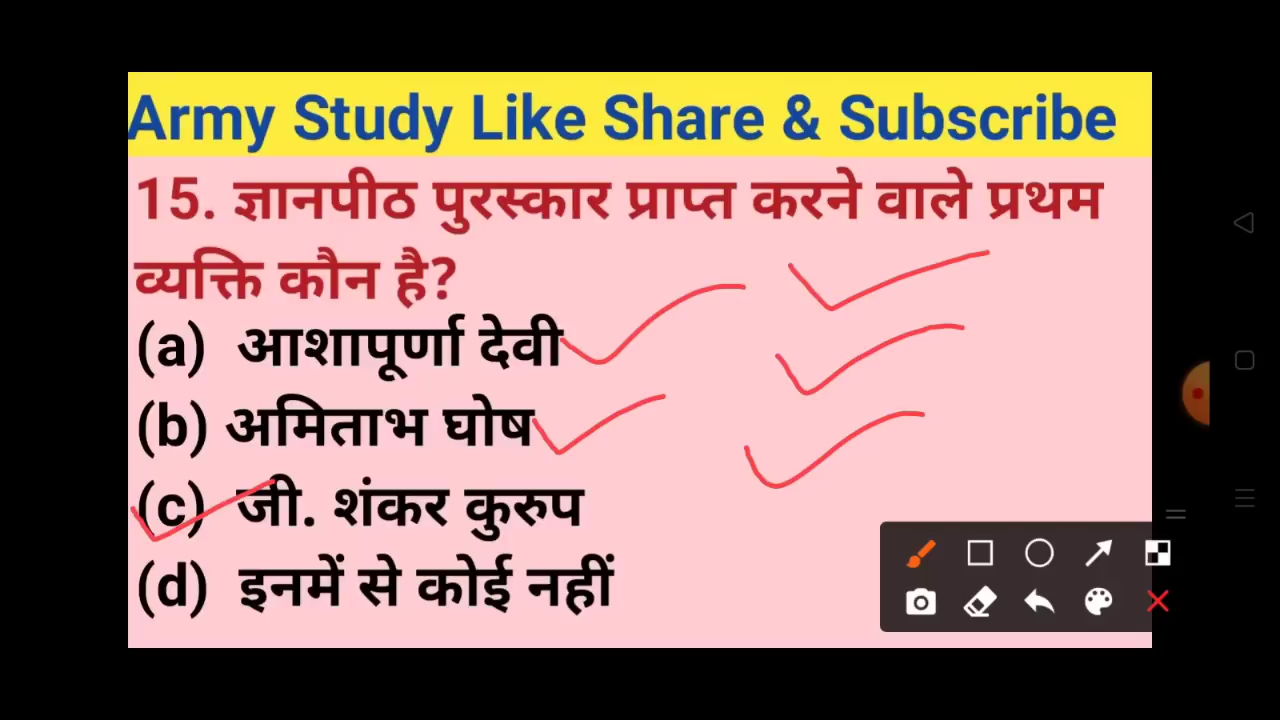 Army Study Like Share & Subscribe
15. ज्ञानपीठ पुरस्कार प्राप्त करने वाले प्रथम
व्यक्ति कौन है?
(a) आशापूर्णा देवी
(b) अमिताभ घोष
(c) जी. शंकर कुरुप
(d) इनमें से कोई नहीं